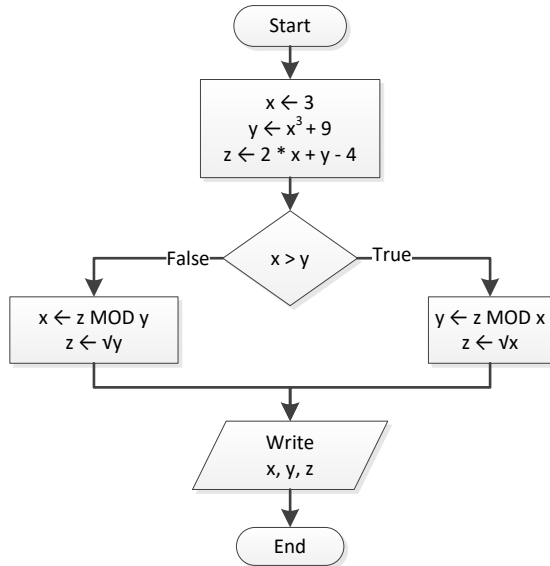 Start
x ← 3
y ← x³ + 9
z ← 2 * x + y - 4
x > y
False
True
x ← z MOD y
z ← √y
y ← z MOD x
z ← √x
Write
x, y, z
End